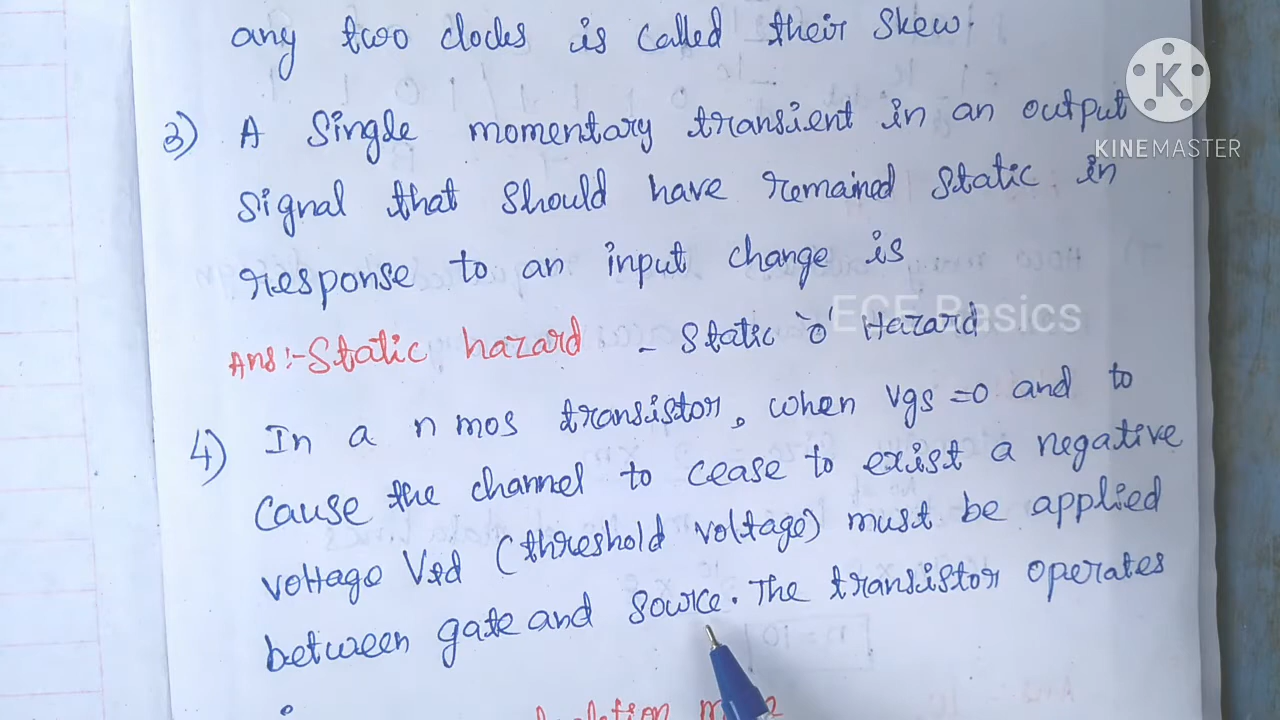 any two clocks is called their skew.
K
KINEMASTER
3) A Single momentary transient in an output
signal that should have remained static in
response to an input change is
ECE Basics
Ans:- Static hazard - Static '0' Hazard
4) In a n mos transistor, when vgs =0 and to
cause the channel to cease to exist a negative
voltage Vtd (threshold voltage) must be applied
between gate and source. The transistor operates